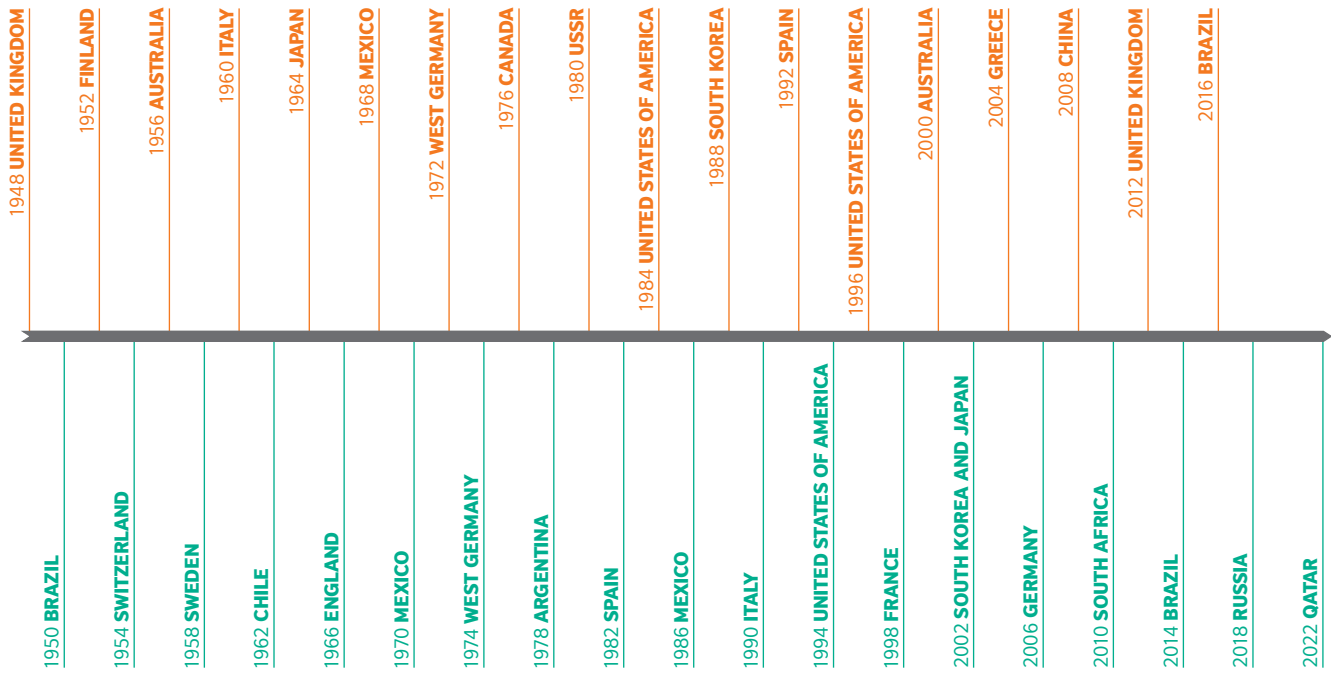 1948 UNITED KINGDOM
1952 FINLAND
1956 AUSTRALIA
1960 ITALY
1964 JAPAN
1968 MEXICO
1972 WEST GERMANY
1976 CANADA
1980 USSR
1984 UNITED STATES OF AMERICA
1988 SOUTH KOREA
1992 SPAIN
1996 UNITED STATES OF AMERICA
2000 AUSTRALIA
2004 GREECE
2008 CHINA
2012 UNITED KINGDOM
2016 BRAZIL
1950 BRAZIL
1954 SWITZERLAND
1958 SWEDEN
1962 CHILE
1966 ENGLAND
1970 MEXICO
1974 WEST GERMANY
1978 ARGENTINA
1982 SPAIN
1986 MEXICO
1990 ITALY
1994 UNITED STATES OF AMERICA
1998 FRANCE
2002 SOUTH KOREA AND JAPAN
2006 GERMANY
2010 SOUTH AFRICA
2014 BRAZIL
2018 RUSSIA
2022 QATAR